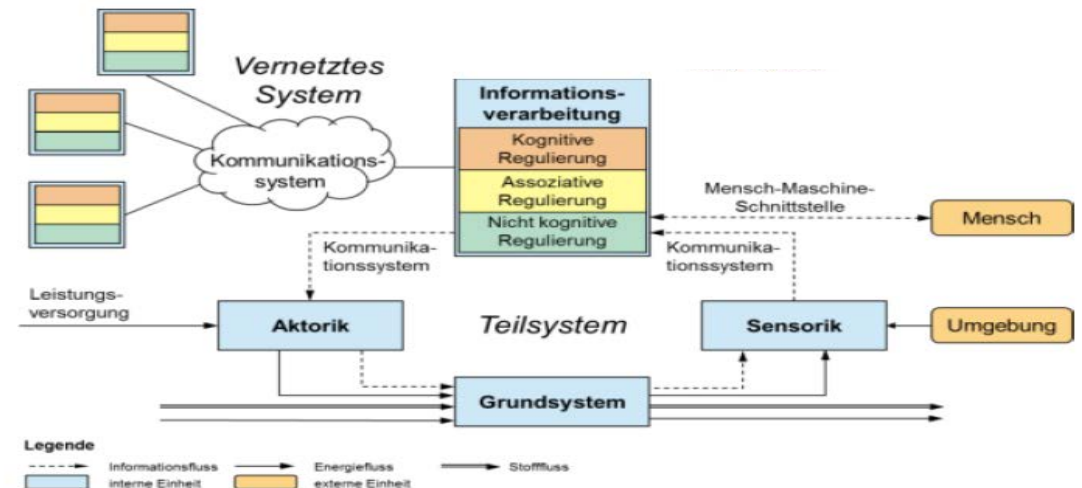 Vernetztes
System
Kommunikations-
system
Informations-
verarbeitung
Kognitive
Regulierung
Assoziative
Regulierung
Nicht kognitive
Regulierung
Mensch-Maschine-
Schnittstelle
Mensch
Kommunika-
tionssystem
Kommunika-
tionssystem
Leistungs-
versorgung
Aktorik
Teilsystem
Sensorik
Umgebung
Grundsystem
Legende
Informationsfluss
Energiefluss
Stofffluss
interne Einheit
externe Einheit